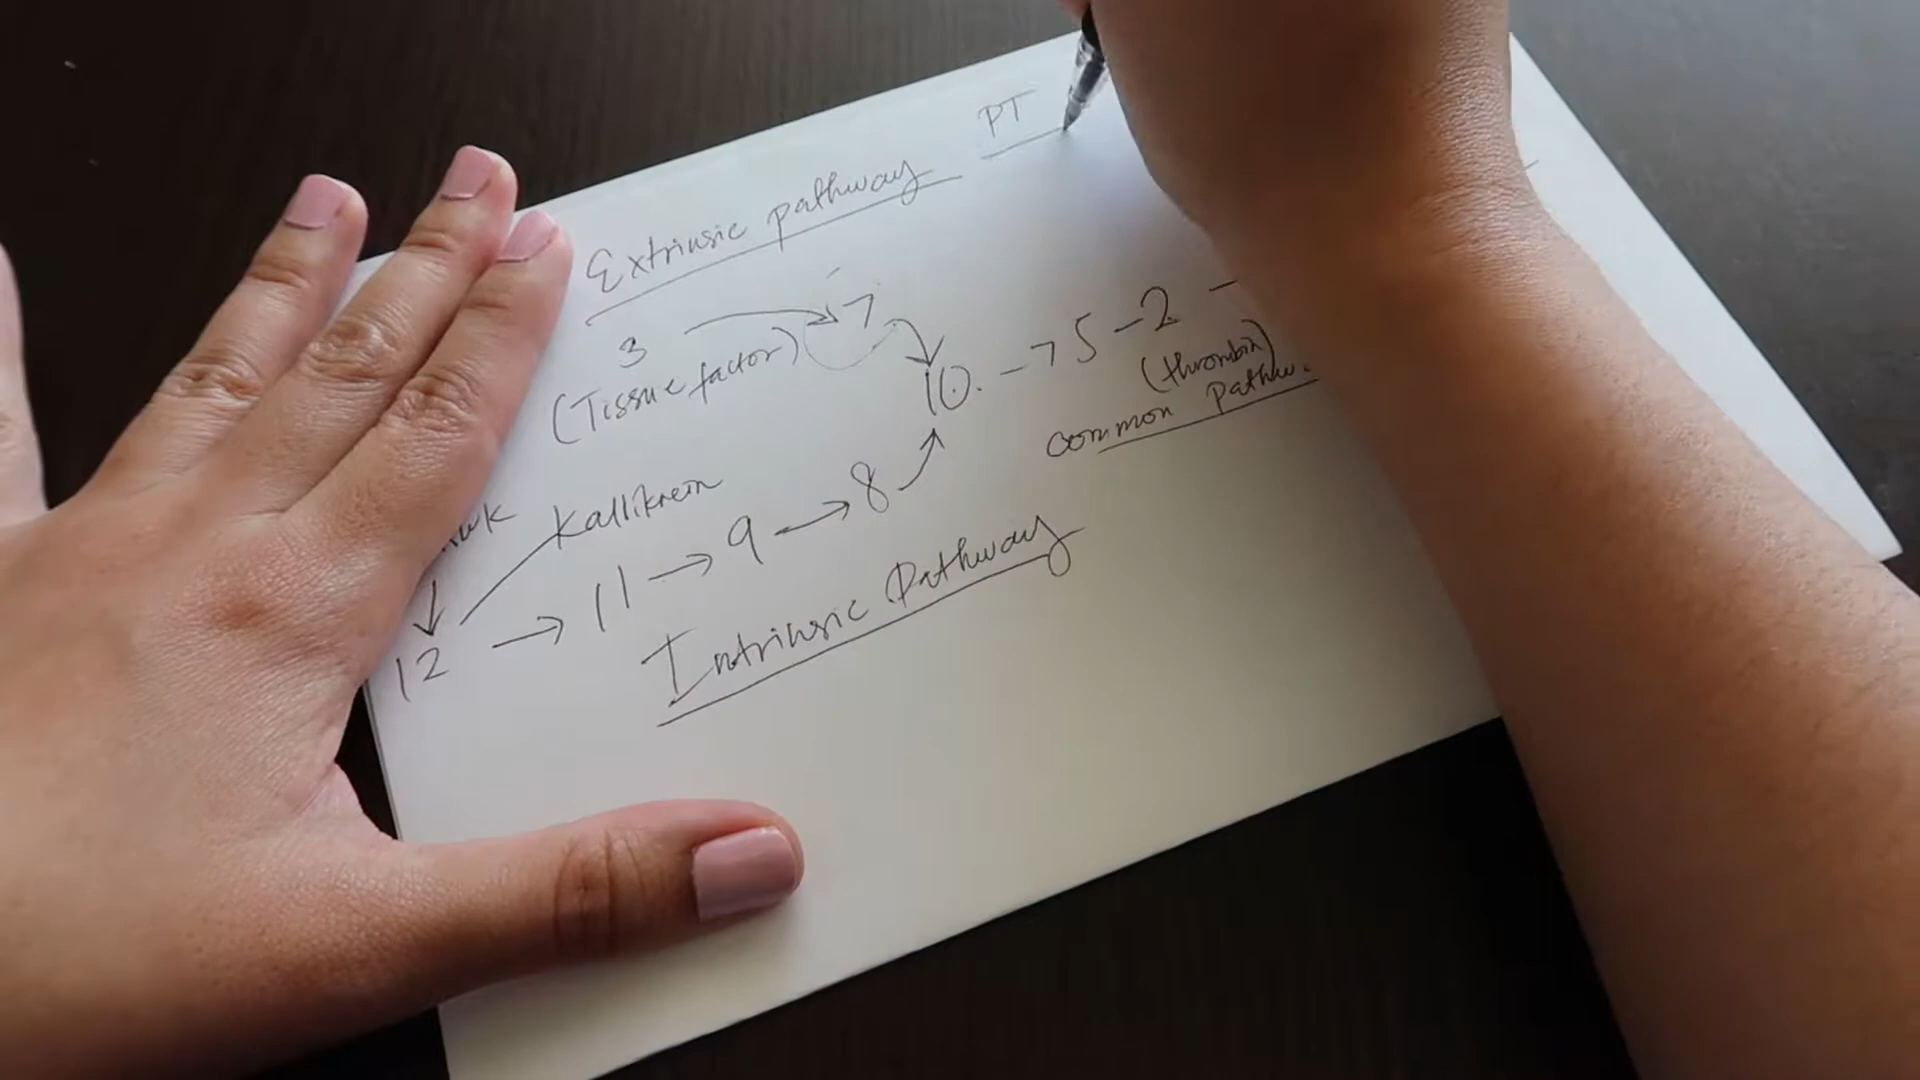 PT
Extrinsic pathway
3 → 7
(Tissue factor)
10. → 5 - 2 -
(thrombin)
common Pathw
Kallikrein
12 → 11 → 9 → 8
Intrinsic Pathway